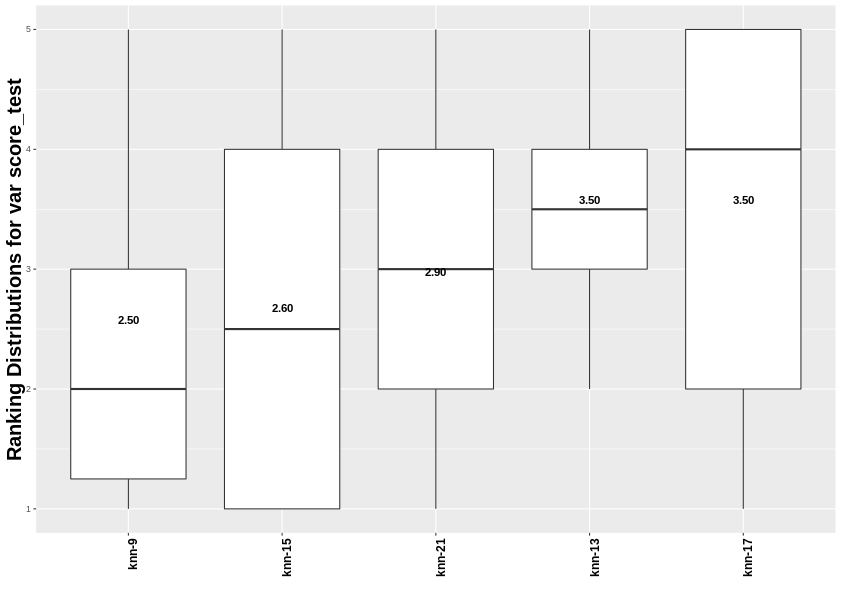 Ranking Distributions for var score_test
5
4
3
2
1
2.50
2.60
2.90
3.50
3.50
knn-9
knn-15
knn-21
knn-13
knn-17